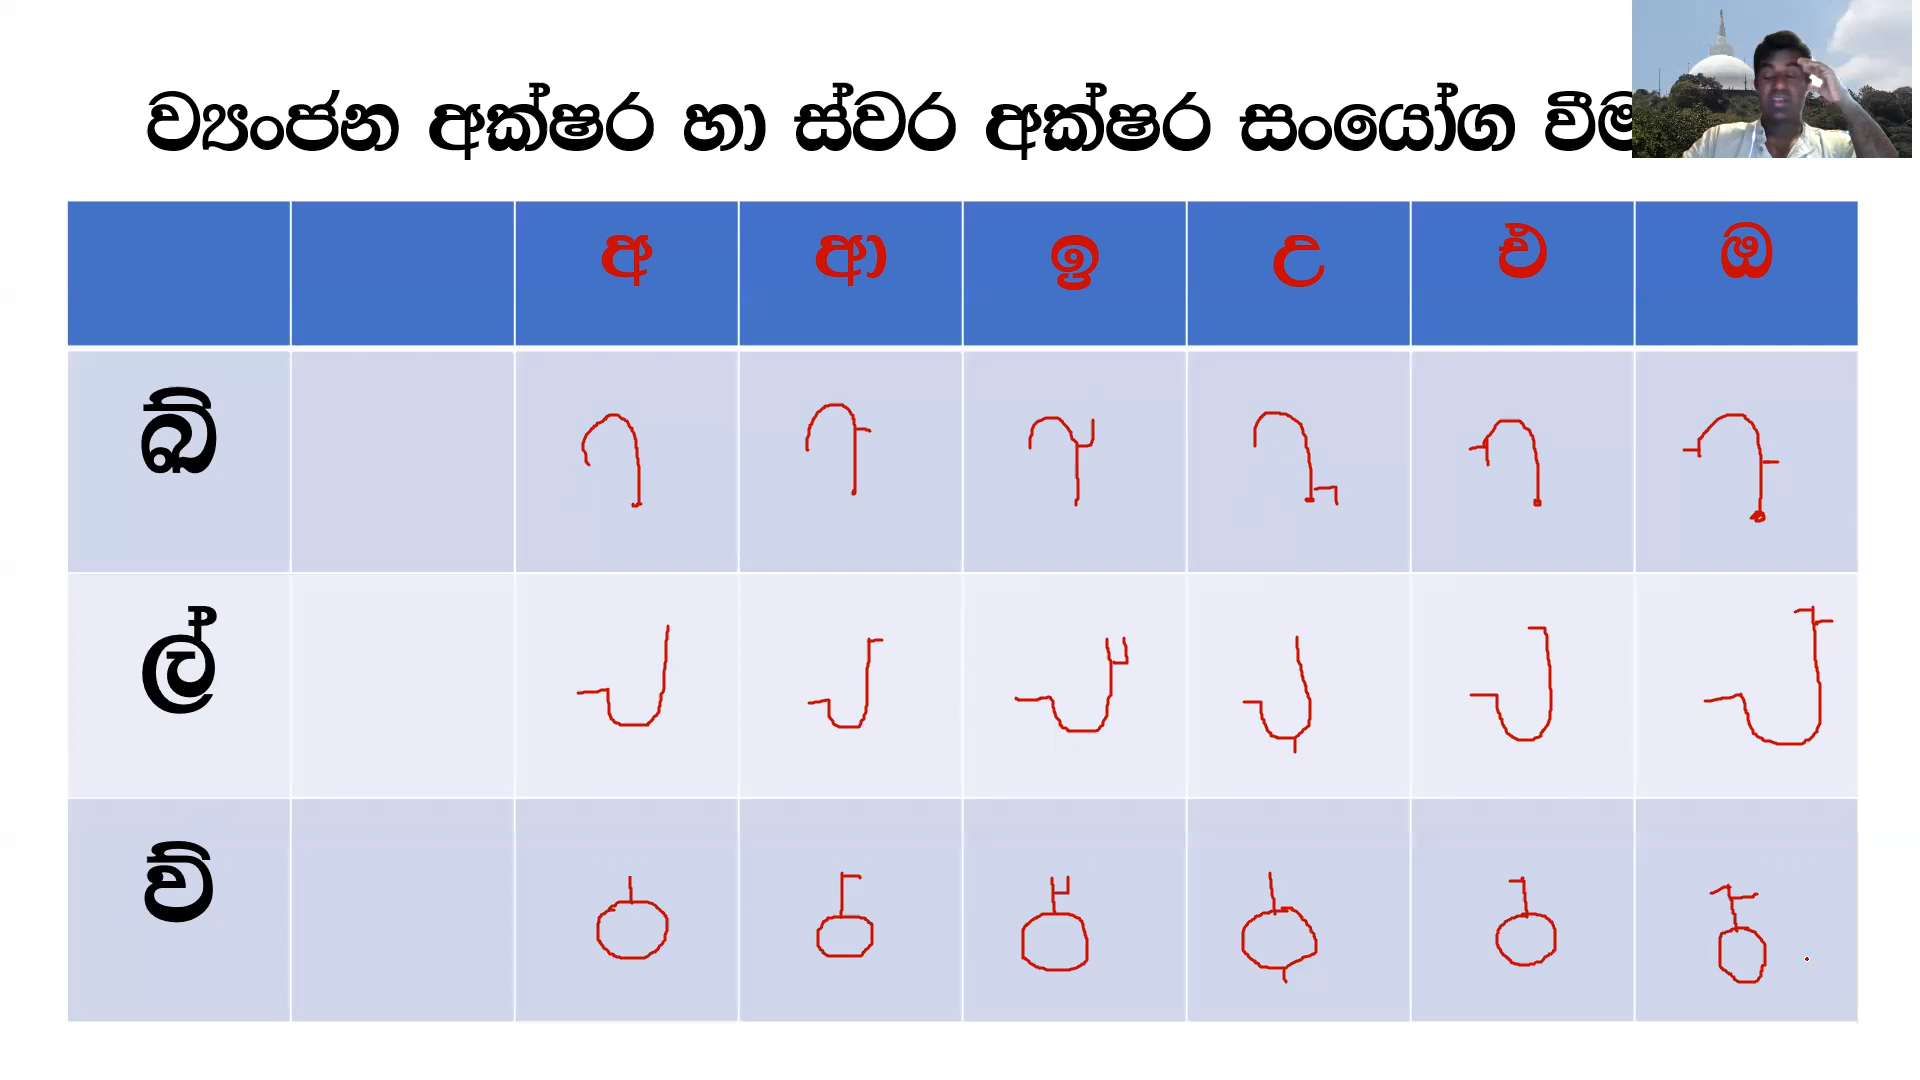 ව්‍යංජන අක්ෂර හා ස්වර අක්ෂර සංයෝග වීම
අ ආ ඉ උ එ ඔ
ඛ් 𑀔 𑀔𑀸 𑀔𑀺 𑀔𑀼 𑀔𑁂 𑀔𑁄
ල් 𑀮 𑀮𑀸 𑀮𑀺 𑀮𑀼 𑀮𑁂 𑀮𑁄
ව් 𑀯 𑀯𑀸 𑀯𑀺 𑀯𑀼 𑀯𑁂 𑀯𑁄